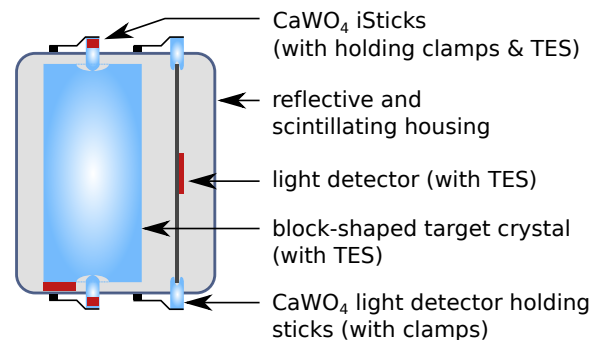 CaWO₄ iSticks
(with holding clamps & TES)
reflective and
scintillating housing
light detector (with TES)
block-shaped target crystal
(with TES)
CaWO₄ light detector holding
sticks (with clamps)